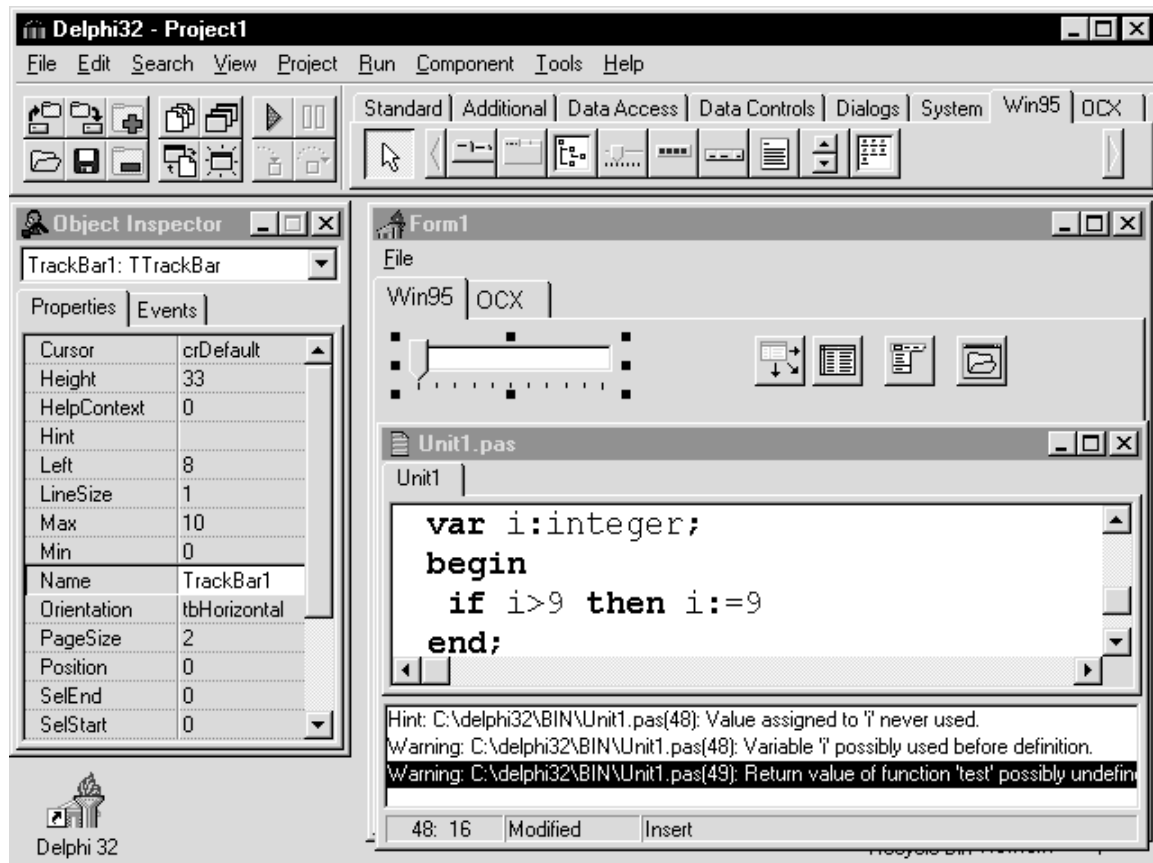 Delphi32 - Project1
File Edit Search View Project Run Component Tools Help
Standard Additional Data Access Data Controls Dialogs System Win95 OCX
Object Inspector
TrackBar1: TTrackBar
Properties Events
Cursor crDefault
Height 33
HelpContext 0
Hint
Left 8
LineSize 1
Max 10
Min 0
Name TrackBar1
Orientation tbHorizontal
PageSize 2
Position 0
SelEnd 0
SelStart 0
Form1
File
Win95 OCX
Unit1.pas
Unit1
var i:integer;
begin
if i>9 then i:=9
end;
Hint: C:\delphi32\BIN\Unit1.pas(48): Value assigned to 'i' never used.
Warning: C:\delphi32\BIN\Unit1.pas(48): Variable 'i' possibly used before definition.
Warning: C:\delphi32\BIN\Unit1.pas(49): Return value of function 'test' possibly undefin
48: 16 Modified Insert
Delphi 32